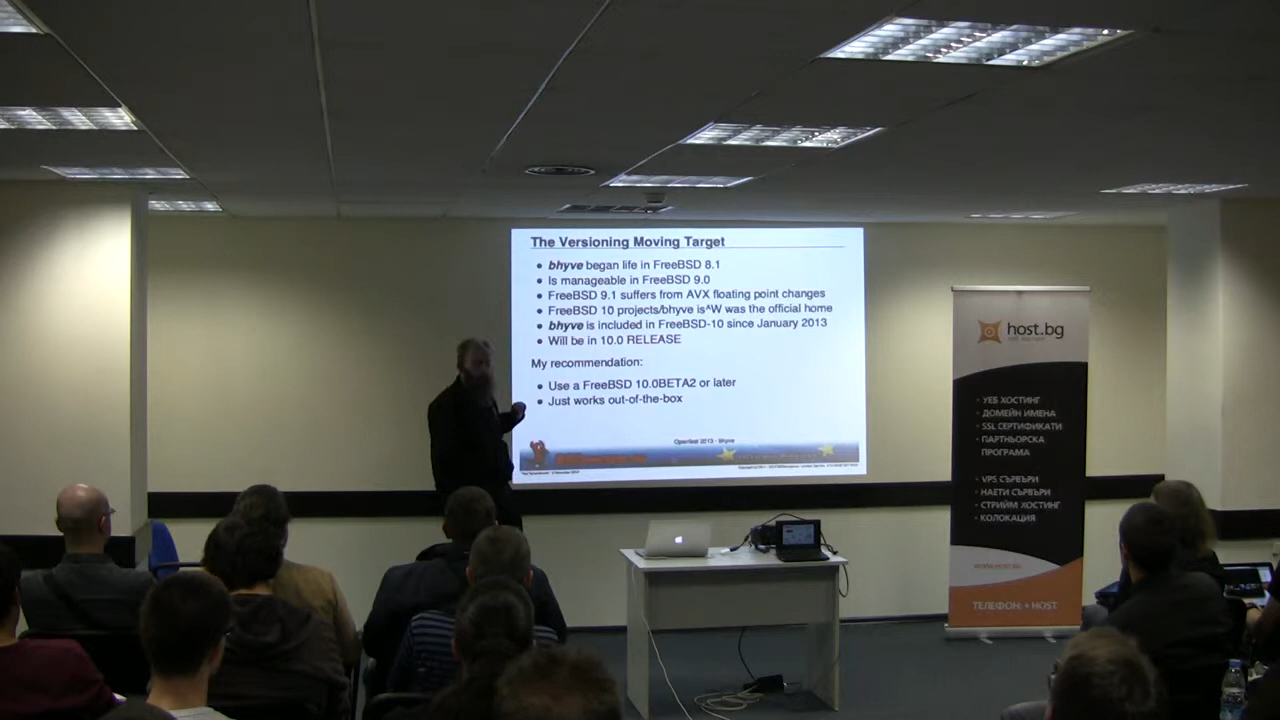 The Versioning Moving Target
• bhyve began life in FreeBSD 8.1
• Is manageable in FreeBSD 9.0
• FreeBSD 9.1 suffers from AVX floating point changes
• FreeBSD 10 projects/bhyve is^W was the official home
• bhyve is included in FreeBSD-10 since January 2013
• Will be in 10.0 RELEASE
My recommendation:
• Use a FreeBSD 10.0BETA2 or later
• Just works out-of-the-box
OpenFest 2013 - bhyve
host.bg
• УЕБ ХОСТИНГ
• ДОМЕЙН ИМЕНА
• SSL СЕРТИФИКАТИ
• ПАРТНЬОРСКА
ПРОГРАМА
• VPS СЪРВЪРИ
• НАЕТИ СЪРВЪРИ
• СТРИЙМ ХОСТИНГ
• КОЛОКАЦИЯ
www.host.bg
ТЕЛЕФОН: + HOST